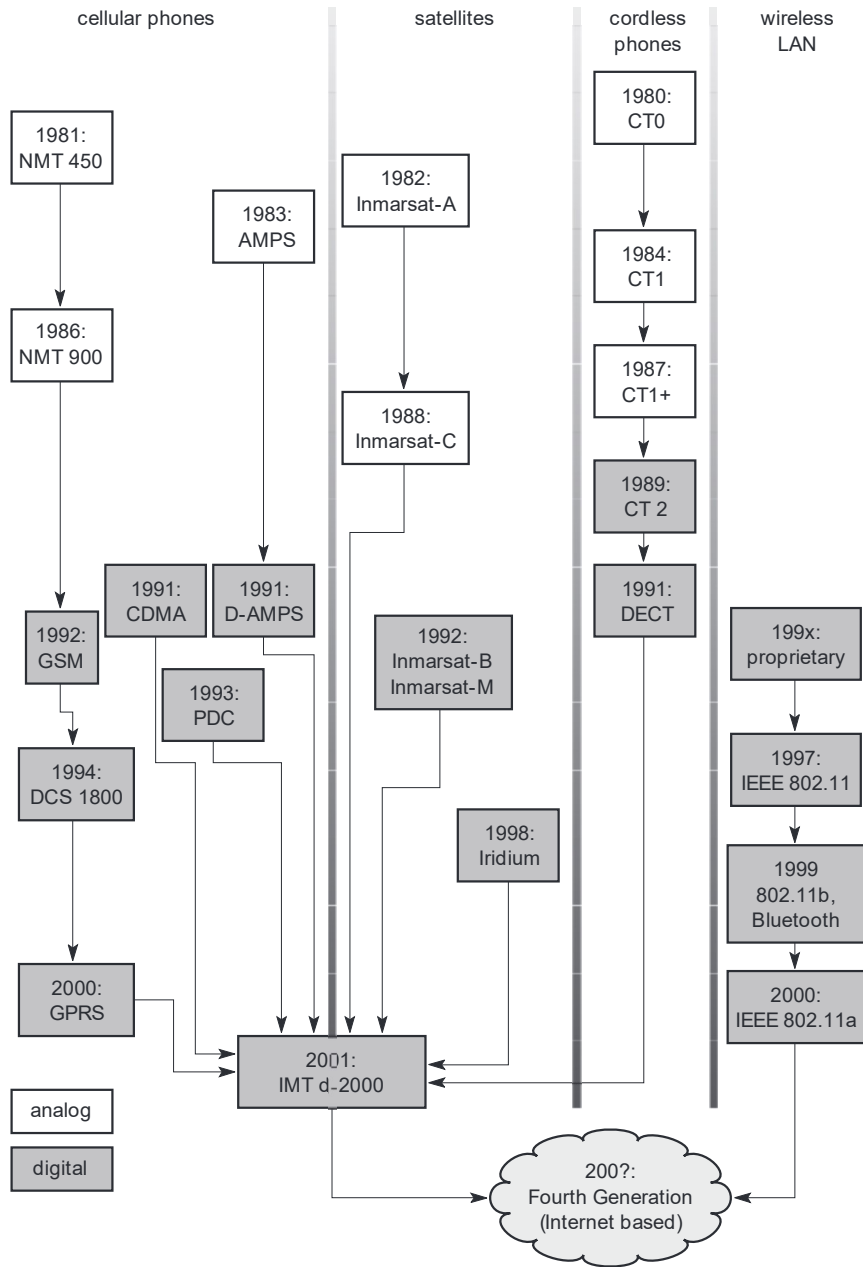 cellular phones
satellites
cordless
phones
wireless
LAN
1981:
NMT 450
1986:
NMT 900
1992:
GSM
1994:
DCS 1800
2000:
GPRS
1991:
CDMA
1983:
AMPS
1991:
D-AMPS
1993:
PDC
1982:
Inmarsat-A
1988:
Inmarsat-C
1992:
Inmarsat-B
Inmarsat-M
1998:
Iridium
1980:
CT0
1984:
CT1
1987:
CT1+
1989:
CT 2
1991:
DECT
199x:
proprietary
1997:
IEEE 802.11
1999
802.11b,
Bluetooth
2000:
IEEE 802.11a
2001:
IMT d-2000
200?:
Fourth Generation
(Internet based)
analog
digital